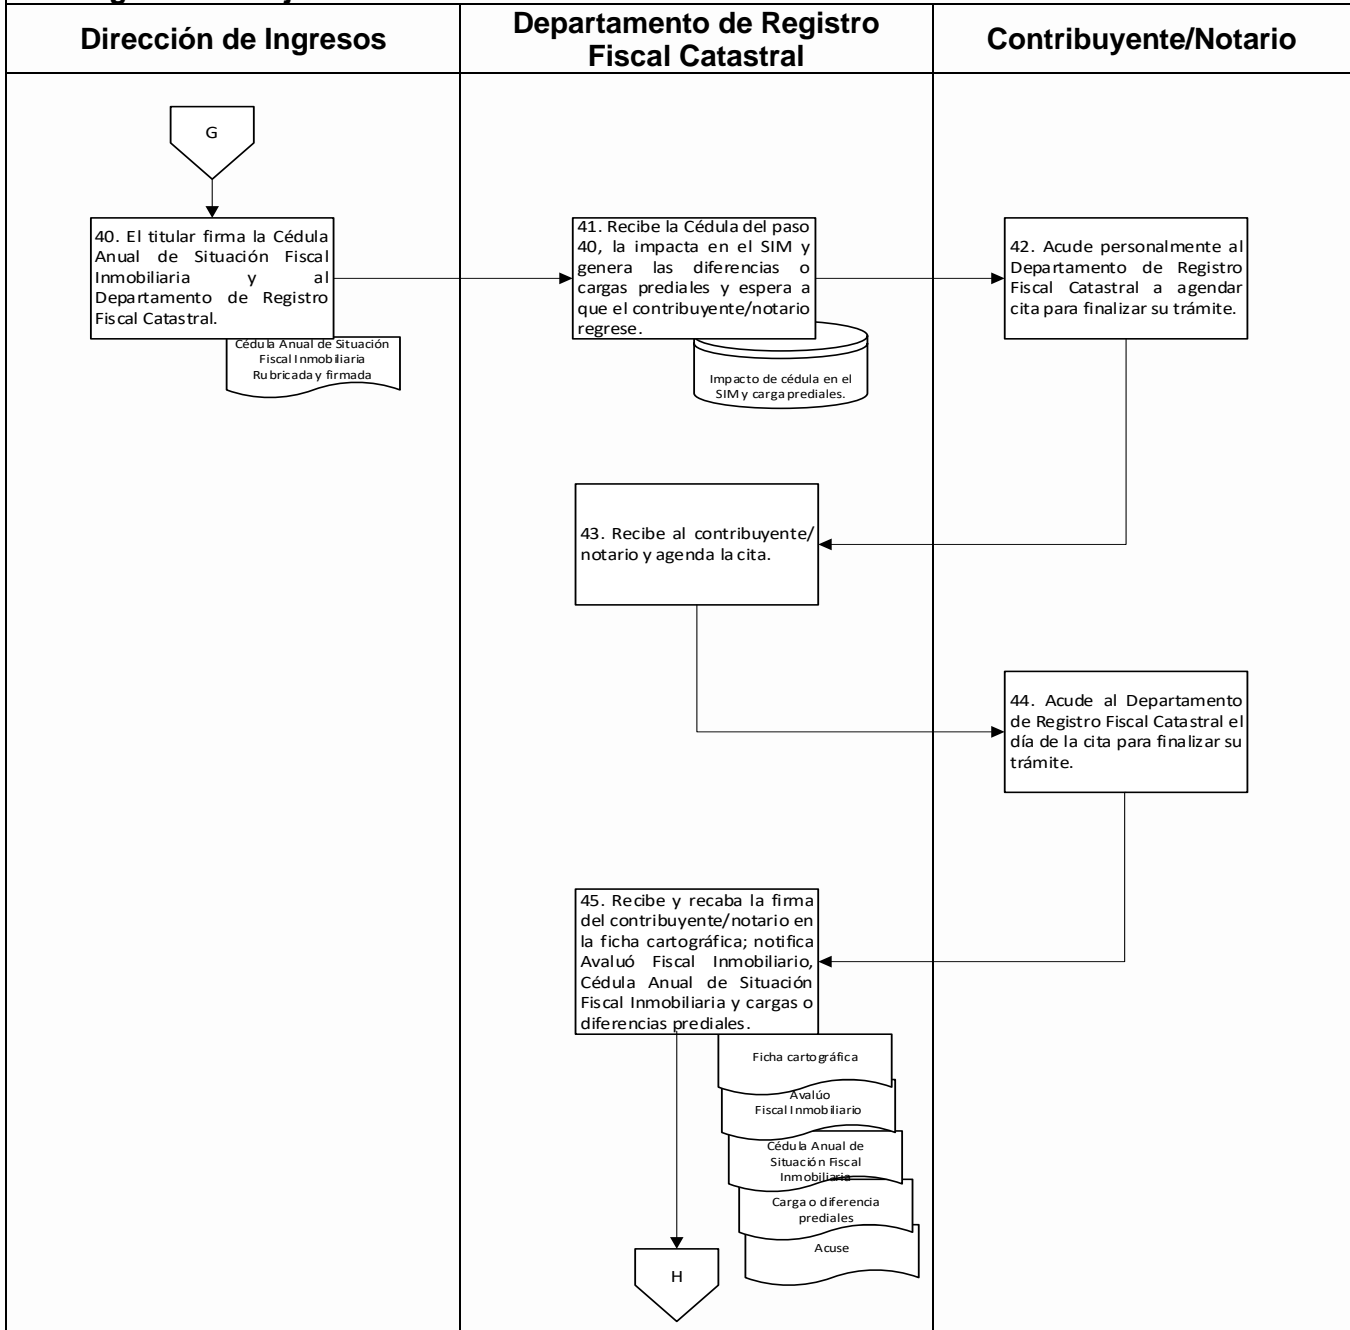 Dirección de Ingresos
Departamento de Registro
Fiscal Catastral
Contribuyente/Notario
G
40. El titular firma la Cédula
Anual de Situación Fiscal
Inmobiliaria y al
Departamento de Registro
Fiscal Catastral.
Cédula Anual de Situación
Fiscal Inmobiliaria
Rubricada y firmada
41. Recibe la Cédula del paso
40, la impacta en el SIM y
genera las diferencias o
cargas prediales y espera a
que el contribuyente/notario
regrese.
Impacto de cédula en el
SIM y carga prediales.
42. Acude personalmente al
Departamento de Registro
Fiscal Catastral a agendar
cita para finalizar su trámite.
43. Recibe al contribuyente/
notario y agenda la cita.
44. Acude al Departamento
de Registro Fiscal Catastral el
día de la cita para finalizar su
trámite.
45. Recibe y recaba la firma
del contribuyente/notario en
la ficha cartográfica; notifica
Avaluó Fiscal Inmobiliario,
Cédula Anual de Situación
Fiscal Inmobiliaria y cargas o
diferencias prediales.
Ficha cartográfica
Avalúo
Fiscal Inmobiliario
Cédula Anual de
Situación Fiscal
Inmobiliaria
Carga o diferencia
prediales
Acuse
H